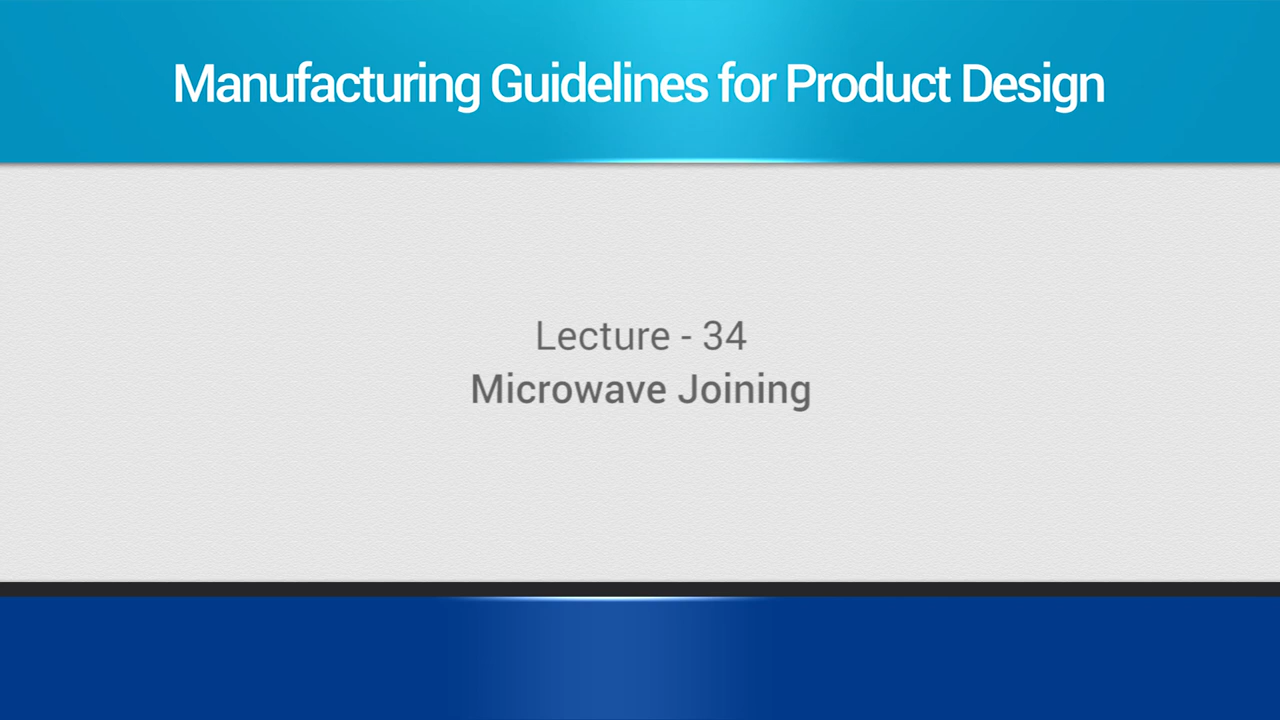 Manufacturing Guidelines for Product Design
Lecture - 34
Microwave Joining